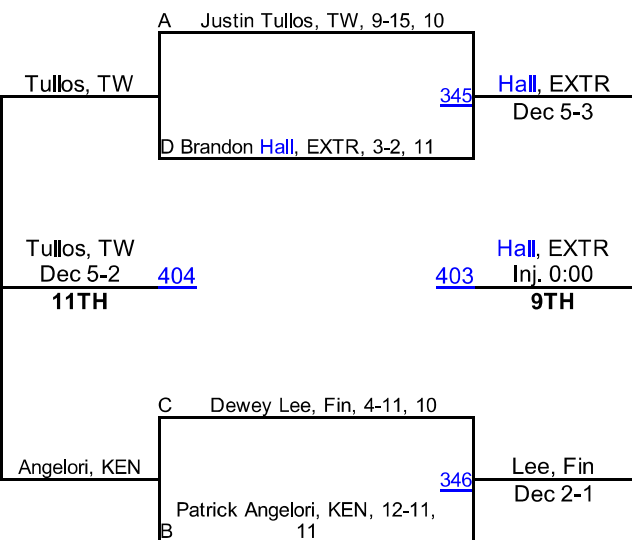 A Justin Tullos, TW, 9-15, 10
Tullos, TW
345
Hall, EXTR
Dec 5-3
D Brandon Hall, EXTR, 3-2, 11
Tullos, TW
Dec 5-2
11TH
404
403
Hall, EXTR
Inj. 0:00
9TH
C Dewey Lee, Fin, 4-11, 10
Angelori, KEN
346
Lee, Fin
Dec 2-1
Patrick Angelori, KEN, 12-11,
B 11